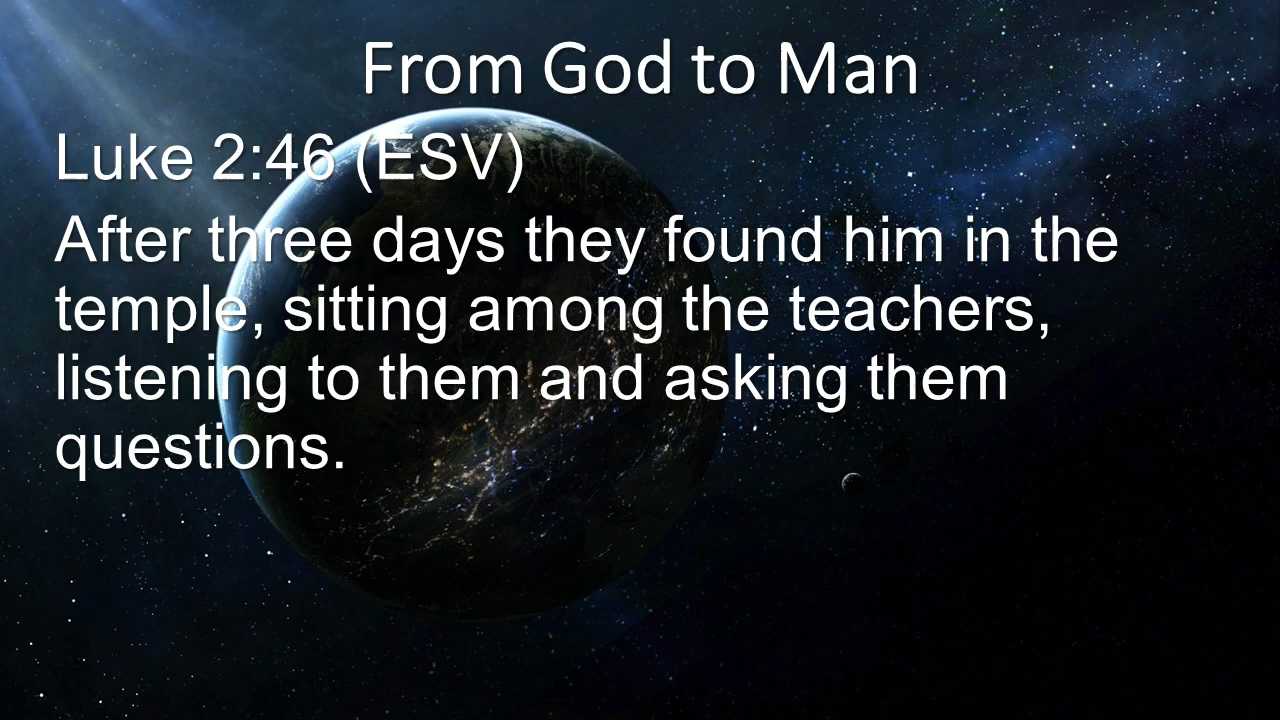 From God to Man
Luke 2:46 (ESV)
After three days they found him in the
temple, sitting among the teachers,
listening to them and asking them
questions.